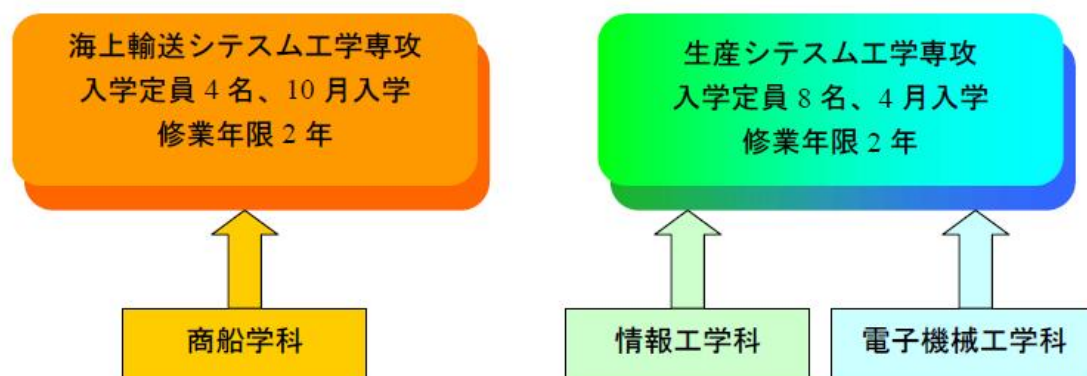 海上輸送シテスム工学専攻
入学定員 4 名、10 月入学
修業年限 2 年
生産シテスム工学専攻
入学定員 8 名、4 月入学
修業年限 2 年
商船学科
情報工学科
電子機械工学科